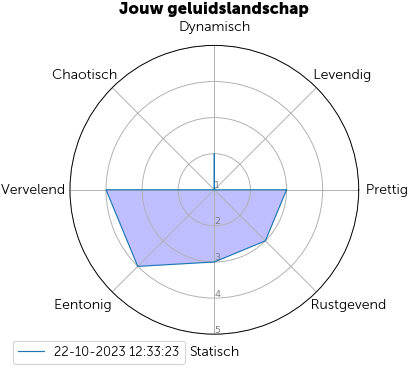 Jouw geluidslandschap
Dynamisch
Chaotisch
Levendig
Vervelend
1
Prettig
2
3
4
Eentonig
Rustgevend
5
22-10-2023 12:33:23
Statisch